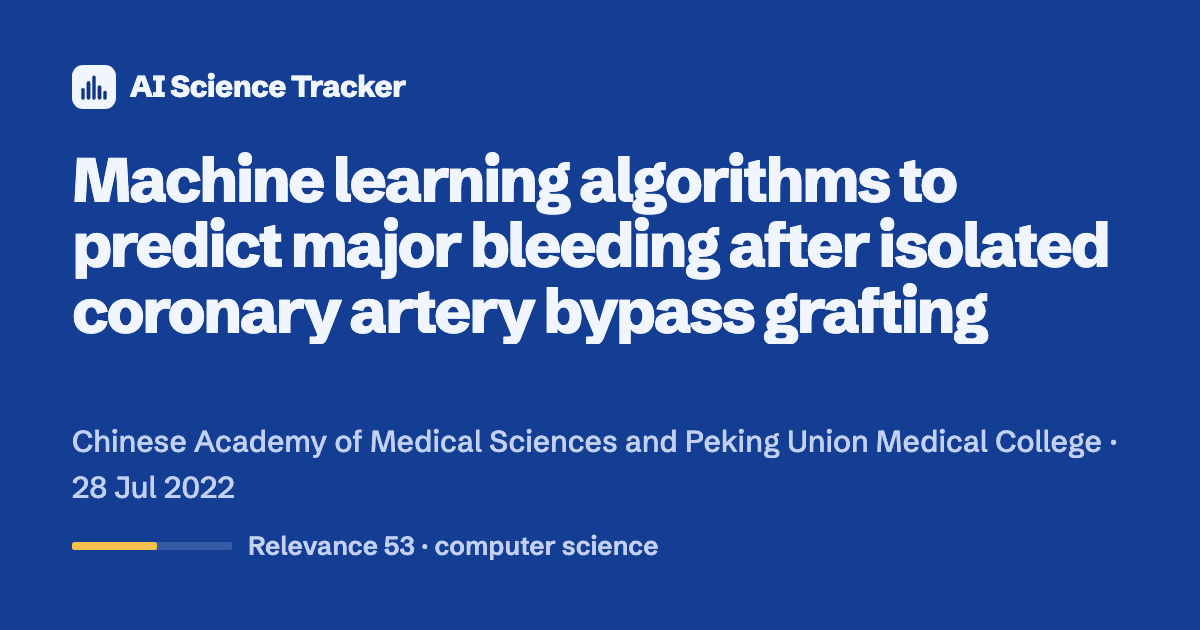 AI Science Tracker
Machine learning algorithms to
predict major bleeding after isolated
coronary artery bypass grafting
Chinese Academy of Medical Sciences and Peking Union Medical College ·
28 Jul 2022
Relevance 53 · computer science